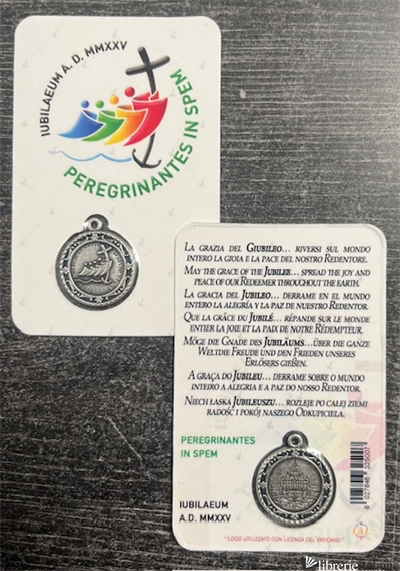 IUBILAEUM A. D. MMXXV
PEREGRINANTES IN SPEM
LA GRAZIA DEL GIUBILEO... RIVERSI SUL MONDO
INTERO LA GIOIA E LA PACE DEL NOSTRO REDENTORE.
MAY THE GRACE OF THE JUBILEE... SPREAD THE JOY AND
PEACE OF OUR REDEEMER THROUGHOUT THE EARTH.
LA GRACIA DEL JUBILEO... DERRAME EN EL MUNDO
INTERO LA ALEGRÍA Y LA PAZ DE NUESTRO REDENTOR.
QUE LA GRÂCE DU JUBILÉ... RÉPANDE SUR LE MONDE
ENTIER LA JOIE ET LA PAIX DE NOTRE RÉDEMPTEUR.
MÖGE DIE GNADE DES JUBILÄUMS...ÜBER DIE GANZE
WELTDIE FREUDE UND DEN FRIEDEN UNSERES
ERLÖSERS GIEßEN.
A GRAÇA DO JUBILEU... DERRAME SOBRE O MUNDO
INTEIRO A ALEGRIA E A PAZ DO NOSSO REDENTOR.
NIECH ŁASKA JUBILEUSZU... ROZLEJE PO CAŁEJ ZIEMI
RADOŚĆ I POKÓJ NASZEGO ODKUPICIELA.
PEREGRINANTES
IN SPEM
IUBILAEUM
A.D. MMXXV
8 027846 325007
" LOGO UTILIZZATO CON LICENZA DEL VATICANO "
librerie